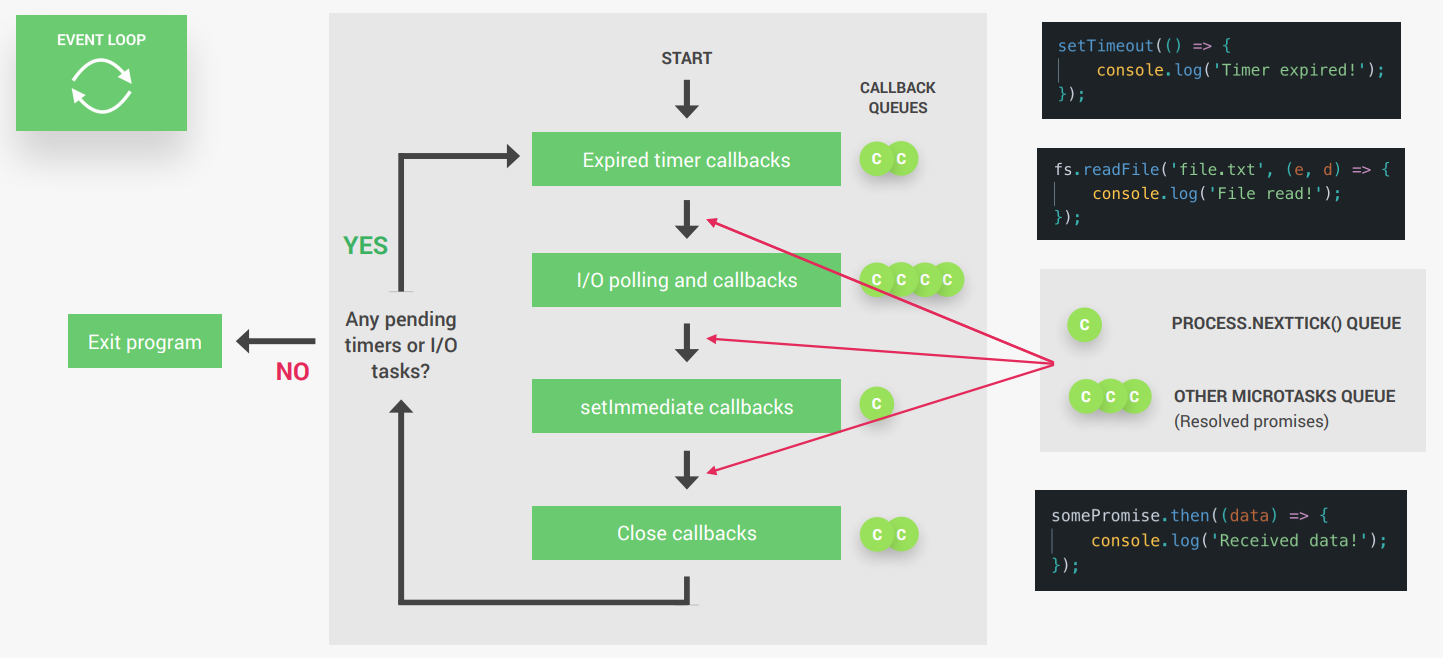 EVENT LOOP
START
CALLBACK
QUEUES
Expired timer callbacks
C C
I/O polling and callbacks
C C C C
setImmediate callbacks
C
Close callbacks
C C
YES
Any pending
timers or I/O
tasks?
NO
Exit program
setTimeout(() => {
    console.log('Timer expired!');
});
fs.readFile('file.txt', (e, d) => {
    console.log('File read!');
});
C
PROCESS.NEXTTICK() QUEUE
C C C
OTHER MICROTASKS QUEUE
(Resolved promises)
somePromise.then((data) => {
    console.log('Received data!');
});